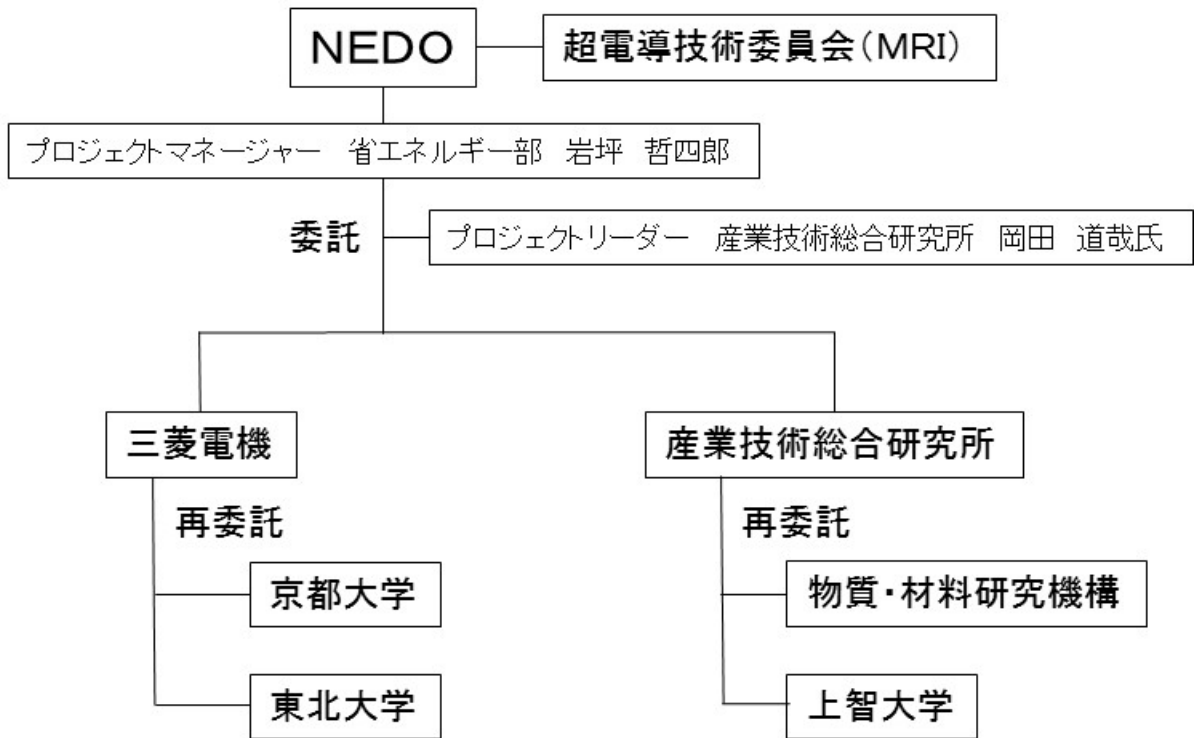 NEDO
超電導技術委員会(MRI)
プロジェクトマネージャー 省エネルギー部 岩坪 哲四郎
委託
プロジェクトリーダー 産業技術総合研究所 岡田 道哉氏
三菱電機
産業技術総合研究所
再委託
再委託
京都大学
物質・材料研究機構
東北大学
上智大学